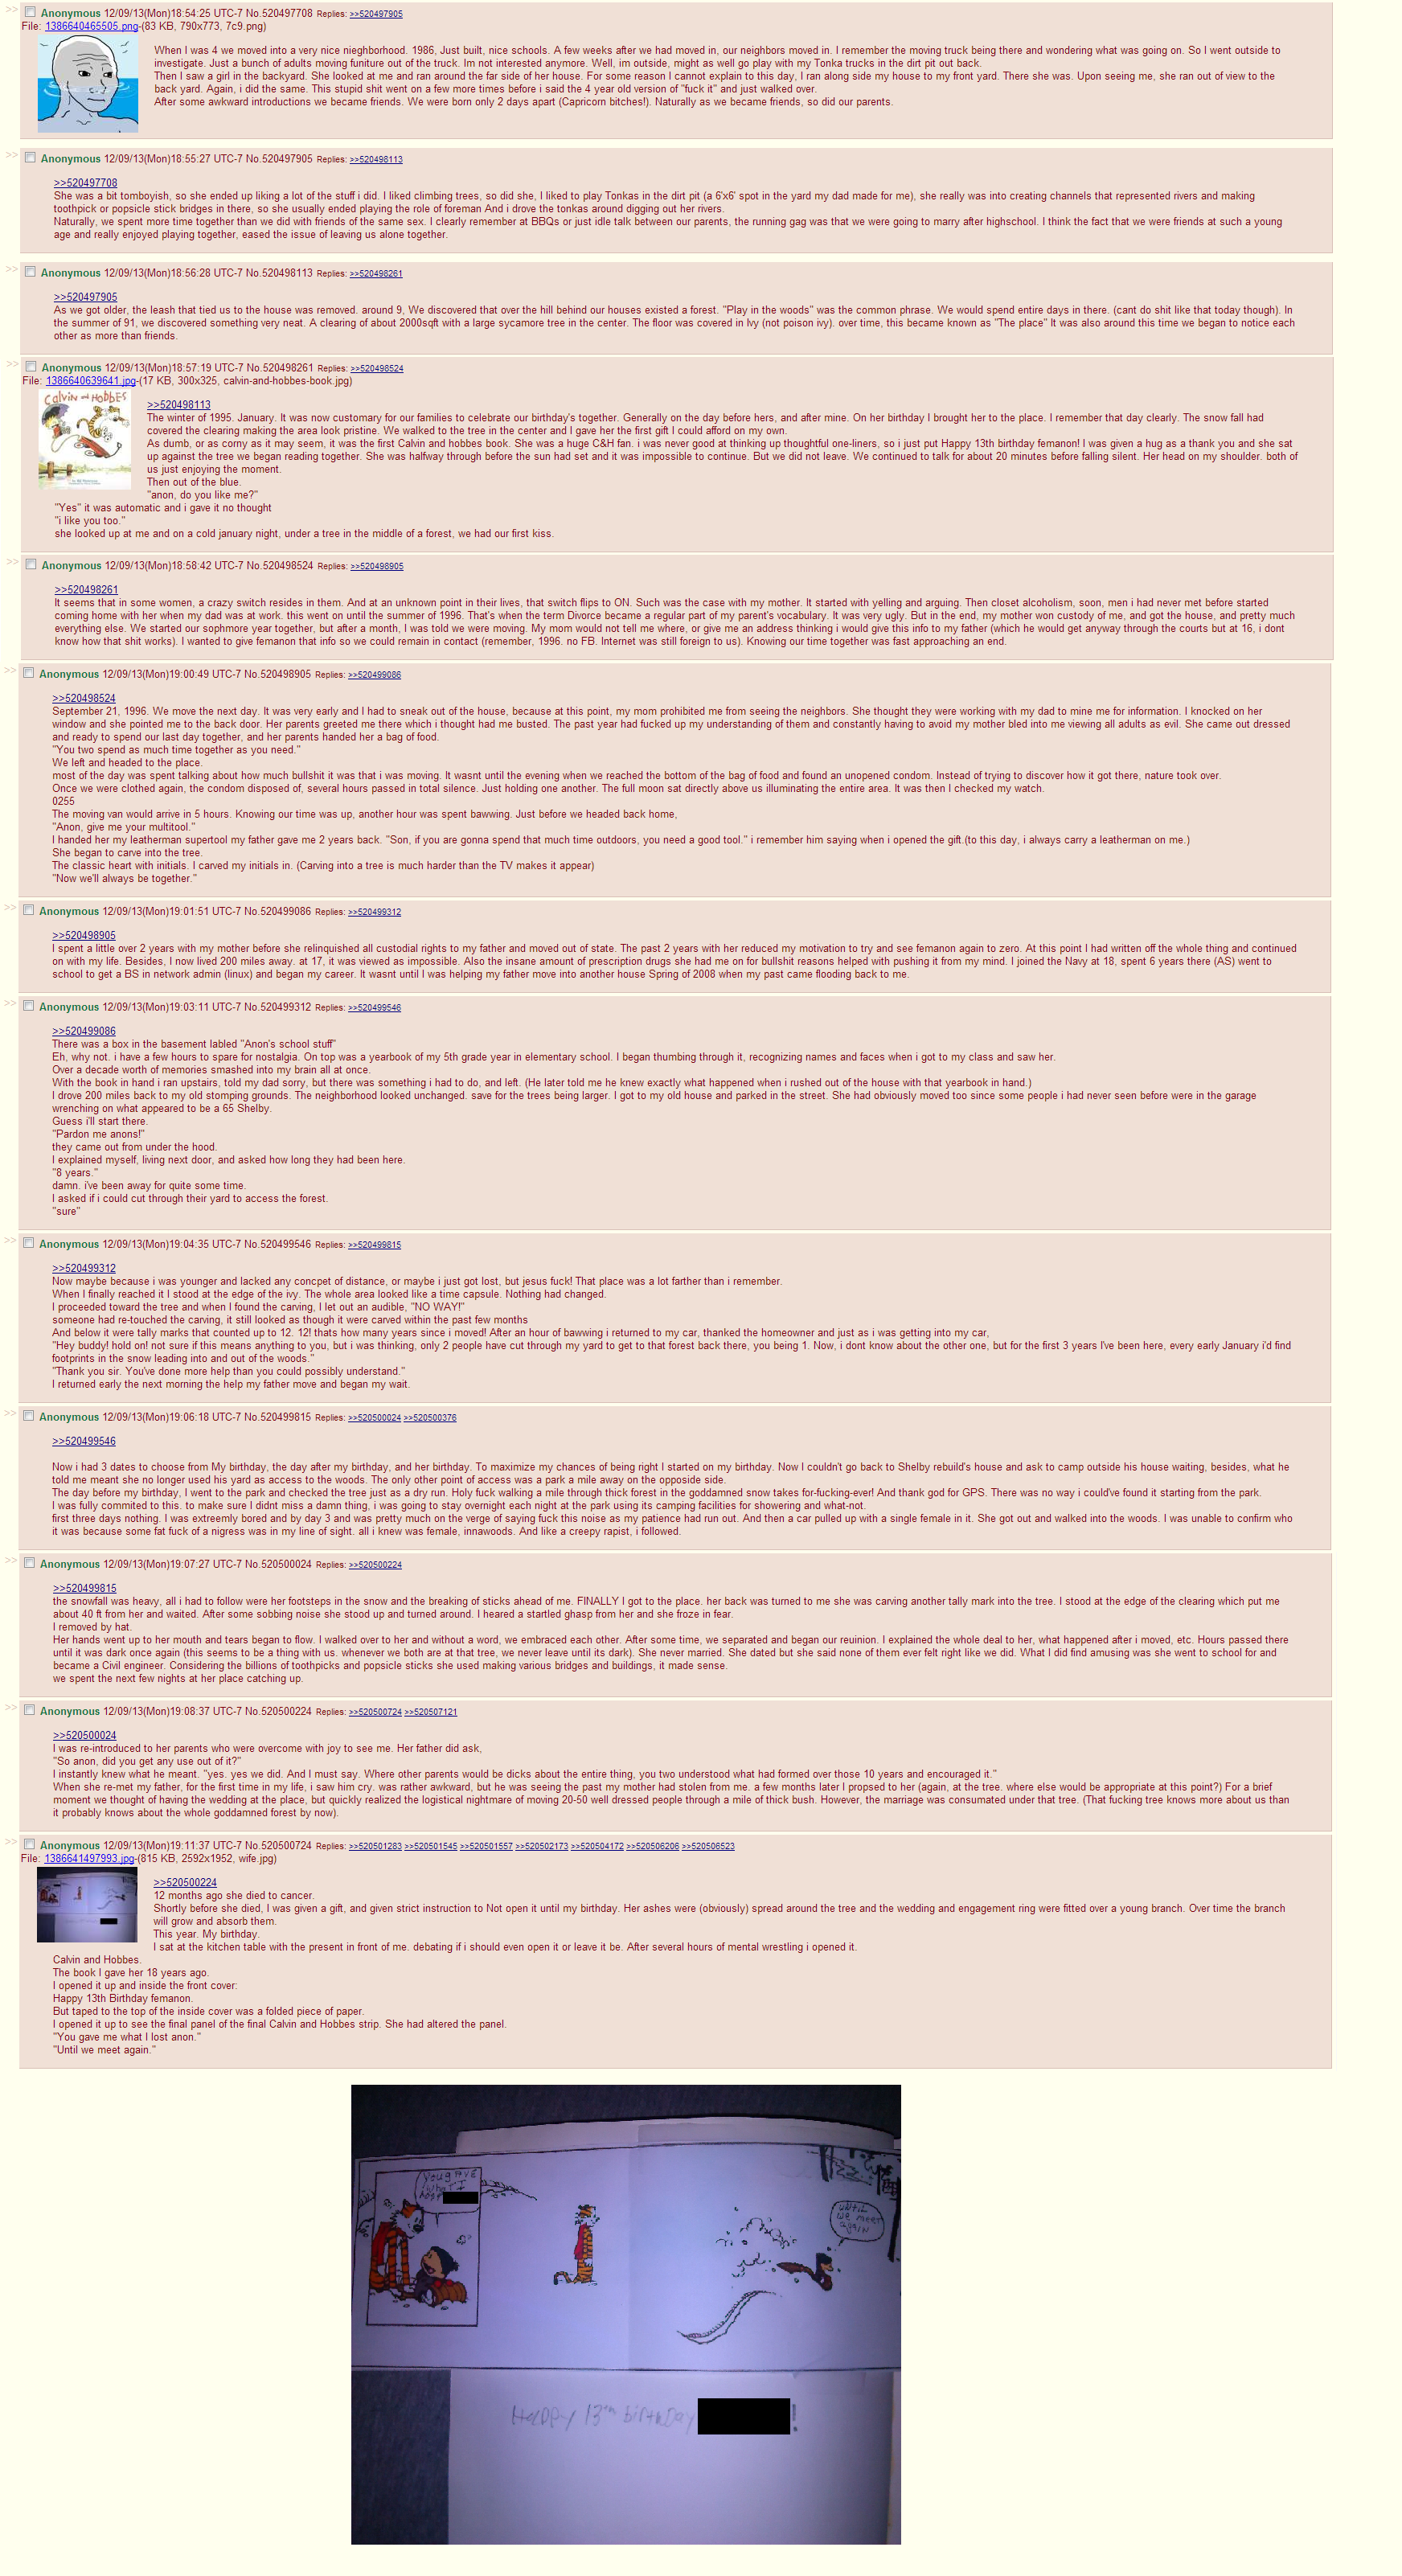 >> Anonymous 12/09/13(Mon)18:54:25 UTC-7 No.520497708 Replies: >>520497905
File: 1386640465505.png-(83 KB, 790x773, 7c9.png)
When I was 4 we moved into a very nice nieghborhood. 1986, Just built, nice schools. A few weeks after we had moved in, our neighbors moved in. I remember the moving truck being there and wondering what was going on. So I went outside to
investigate. Just a bunch of adults moving funiture out of the truck. Im not interested anymore. Well, im outside, might as well go play with my Tonka trucks in the dirt pit out back.
Then I saw a girl in the backyard. She looked at me and ran around the far side of her house. For some reason I cannot explain to this day, I ran along side my house to my front yard. There she was. Upon seeing me, she ran out of view to the
back yard. Again, i did the same. This stupid shit went on a few more times before i said the 4 year old version of "fuck it" and just walked over.
After some awkward introductions we became friends. We were born only 2 days apart (Capricorn bitches!). Naturally as we became friends, so did our parents.
>> Anonymous 12/09/13(Mon)18:55:27 UTC-7 No.520497905 Replies: >>520498113
>>520497708
She was a bit tomboyish, so she ended up liking a lot of the stuff i did. I liked climbing trees, so did she, I liked to play Tonkas in the dirt pit (a 6'x6' spot in the yard my dad made for me), she really was into creating channels that represented rivers and making
toothpick or popsicle stick bridges in there, so she usually ended playing the role of foreman And i drove the tonkas around digging out her rivers.
Naturally, we spent more time together than we did with friends of the same sex. I clearly remember at BBQs or just idle talk between our parents, the running gag was that we were going to marry after highschool. I think the fact that we were friends at such a young
age and really enjoyed playing together, eased the issue of leaving us alone together.
>> Anonymous 12/09/13(Mon)18:56:28 UTC-7 No.520498113 Replies: >>520498261
>>520497905
As we got older, the leash that tied us to the house was removed. around 9, We discovered that over the hill behind our houses existed a forest. "Play in the woods" was the common phrase. We would spend entire days in there. (cant do shit like that today though). In
the summer of 91, we discovered something very neat. A clearing of about 2000sqft with a large sycamore tree in the center. The floor was covered in Ivy (not poison ivy). over time, this became known as "The place" It was also around this time we began to notice each
other as more than friends.
>> Anonymous 12/09/13(Mon)18:57:19 UTC-7 No.520498261 Replies: >>520498524
File: 1386640639641.jpg-(17 KB, 300x325, calvin-and-hobbes-book.jpg)
Calvin and Hobbes
>>520498113
The winter of 1995. January. It was now customary for our families to celebrate our birthday's together. Generally on the day before hers, and after mine. On her birthday I brought her to the place. I remember that day clearly. The snow fall had
covered the clearing making the area look pristine. We walked to the tree in the center and I gave her the first gift I could afford on my own.
As dumb, or as corny as it may seem, it was the first Calvin and hobbes book. She was a huge C&H fan. i was never good at thinking up thoughtful one-liners, so i just put Happy 13th birthday femanon! I was given a hug as a thank you and she sat
up against the tree we began reading together. She was halfway through before the sun had set and it was impossible to continue. But we did not leave. We continued to talk for about 20 minutes before falling silent. Her head on my shoulder. both of
us just enjoying the moment.
Then out of the blue.
"anon, do you like me?"
"Yes" it was automatic and i gave it no thought
"i like you too."
she looked up at me and on a cold january night, under a tree in the middle of a forest, we had our first kiss.
>> Anonymous 12/09/13(Mon)18:58:42 UTC-7 No.520498524 Replies: >>520498905
>>520498261
It seems that in some women, a crazy switch resides in them. And at an unknown point in their lives, that switch flips to ON. Such was the case with my mother. It started with yelling and arguing. Then closet alcoholism, soon, men i had never met before started
coming home with her when my dad was at work. this went on until the summer of 1996. That's when the term Divorce became a regular part of my parent's vocabulary. It was very ugly. But in the end, my mother won custody of me, and got the house, and pretty much
everything else. We started our sophmore year together, but after a month, I was told we were moving. My mom would not tell me where, or give me an address thinking i would give this info to my father (which he would get anyway through the courts but at 16, i dont
know how that shit works). I wanted to give femanon that info so we could remain in contact (remember, 1996. no FB. Internet was still foreign to us). Knowing our time together was fast approaching an end.
>> Anonymous 12/09/13(Mon)19:00:49 UTC-7 No.520498905 Replies: >>520499086
>>520498524
September 21, 1996. We move the next day. It was very early and I had to sneak out of the house, because at this point, my mom prohibited me from seeing the neighbors. She thought they were working with my dad to mine me for information. I knocked on her
window and she pointed me to the back door. Her parents greeted me there which i thought had me busted. The past year had fucked up my understanding of them and constantly having to avoid my mother bled into me viewing all adults as evil. She came out dressed
and ready to spend our last day together, and her parents handed her a bag of food.
"You two spend as much time together as you need."
We left and headed to the place.
most of the day was spent talking about how much bullshit it was that i was moving. It wasnt until the evening when we reached the bottom of the bag of food and found an unopened condom. Instead of trying to discover how it got there, nature took over.
Once we were clothed again, the condom disposed of, several hours passed in total silence. Just holding one another. The full moon sat directly above us illuminating the entire area. It was then I checked my watch.
0255
The moving van would arrive in 5 hours. Knowing our time was up, another hour was spent bawwing. Just before we headed back home,
"Anon, give me your multitool."
I handed her my leatherman supertool my father gave me 2 years back. "Son, if you are gonna spend that much time outdoors, you need a good tool." i remember him saying when i opened the gift.(to this day, i always carry a leatherman on me.)
She began to carve into the tree.
The classic heart with initials. I carved my initials in. (Carving into a tree is much harder than the TV makes it appear)
"Now we'll always be together."
>> Anonymous 12/09/13(Mon)19:01:51 UTC-7 No.520499086 Replies: >>520499312
>>520498905
I spent a little over 2 years with my mother before she relinquished all custodial rights to my father and moved out of state. The past 2 years with her reduced my motivation to try and see femanon again to zero. At this point I had written off the whole thing and continued
on with my life. Besides, I now lived 200 miles away. at 17, it was viewed as impossible. Also the insane amount of prescription drugs she had me on for bullshit reasons helped with pushing it from my mind. I joined the Navy at 18, spent 6 years there (AS) went to
school to get a BS in network admin (linux) and began my career. It wasnt until I was helping my father move into another house Spring of 2008 when my past came flooding back to me.
>> Anonymous 12/09/13(Mon)19:03:11 UTC-7 No.520499312 Replies: >>520499546
>>520499086
There was a box in the basement labled "Anon's school stuff"
Eh, why not. i have a few hours to spare for nostalgia. On top was a yearbook of my 5th grade year in elementary school. I began thumbing through it, recognizing names and faces when i got to my class and saw her.
Over a decade worth of memories smashed into my brain all at once.
With the book in hand i ran upstairs, told my dad sorry, but there was something i had to do, and left. (He later told me he knew exactly what happened when i rushed out of the house with that yearbook in hand.)
I drove 200 miles back to my old stomping grounds. The neighborhood looked unchanged. save for the trees being larger. I got to my old house and parked in the street. She had obviously moved too since some people i had never seen before were in the garage
wrenching on what appeared to be a 65 Shelby.
Guess i'll start there.
"Pardon me anons!"
they came out from under the hood.
I explained myself, living next door, and asked how long they had been here.
"8 years."
damn. i've been away for quite some time.
I asked if i could cut through their yard to access the forest.
"sure"
>> Anonymous 12/09/13(Mon)19:04:35 UTC-7 No.520499546 Replies: >>520499815
>>520499312
Now maybe because i was younger and lacked any concpet of distance, or maybe i just got lost, but jesus fuck! That place was a lot farther than i remember.
When I finally reached it I stood at the edge of the ivy. The whole area looked like a time capsule. Nothing had changed.
I proceeded toward the tree and when I found the carving, I let out an audible, "NO WAY!"
someone had re-touched the carving, it still looked as though it were carved within the past few months
And below it were tally marks that counted up to 12. 12! thats how many years since i moved! After an hour of bawwing i returned to my car, thanked the homeowner and just as i was getting into my car,
"Hey buddy! hold on! not sure if this means anything to you, but i was thinking, only 2 people have cut through my yard to get to that forest back there, you being 1. Now, i dont know about the other one, but for the first 3 years I've been here, every early January i'd find
footprints in the snow leading into and out of the woods."
"Thank you sir. You've done more help than you could possibly understand."
I returned early the next morning the help my father move and began my wait.
>> Anonymous 12/09/13(Mon)19:06:18 UTC-7 No.520499815 Replies: >>520500024 >>520500376
>>520499546
Now i had 3 dates to choose from My birthday, the day after my birthday, and her birthday. To maximize my chances of being right I started on my birthday. Now I couldn't go back to Shelby rebuild's house and ask to camp outside his house waiting, besides, what he
told me meant she no longer used his yard as access to the woods. The only other point of access was a park a mile away on the opposide side.
The day before my birthday, I went to the park and checked the tree just as a dry run. Holy fuck walking a mile through thick forest in the goddamned snow takes for-fucking-ever! And thank god for GPS. There was no way i could've found it starting from the park.
I was fully commited to this. to make sure I didnt miss a damn thing, i was going to stay overnight each night at the park using its camping facilities for showering and what-not.
first three days nothing. I was extreemly bored and by day 3 and was pretty much on the verge of saying fuck this noise as my patience had run out. And then a car pulled up with a single female in it. She got out and walked into the woods. I was unable to confirm who
it was because some fat fuck of a nigress was in my line of sight. all i knew was female, innawoods. And like a creepy rapist, i followed.
>> Anonymous 12/09/13(Mon)19:07:27 UTC-7 No.520500024 Replies: >>520500224
>>520499815
the snowfall was heavy, all i had to follow were her footsteps in the snow and the breaking of sticks ahead of me. FINALLY I got to the place. her back was turned to me she was carving another tally mark into the tree. I stood at the edge of the clearing which put me
about 40 ft from her and waited. After some sobbing noise she stood up and turned around. I heared a startled ghasp from her and she froze in fear.
I removed by hat.
Her hands went up to her mouth and tears began to flow. I walked over to her and without a word, we embraced each other. After some time, we separated and began our reuinion. I explained the whole deal to her, what happened after i moved, etc. Hours passed there
until it was dark once again (this seems to be a thing with us. whenever we both are at that tree, we never leave until its dark). She never married. She dated but she said none of them ever felt right like we did. What I did find amusing was she went to school for and
became a Civil engineer. Considering the billions of toothpicks and popsicle sticks she used making various bridges and buildings, it made sense.
we spent the next few nights at her place catching up.
>> Anonymous 12/09/13(Mon)19:08:37 UTC-7 No.520500224 Replies: >>520500724 >>520507121
>>520500024
I was re-introduced to her parents who were overcome with joy to see me. Her father did ask,
"So anon, did you get any use out of it?"
I instantly knew what he meant. "yes. yes we did. And I must say. Where other parents would be dicks about the entire thing, you two understood what had formed over those 10 years and encouraged it."
When she re-met my father, for the first time in my life, i saw him cry. was rather awkward, but he was seeing the past my mother had stolen from me. a few months later I propsed to her (again, at the tree. where else would be appropriate at this point?) For a brief
moment we thought of having the wedding at the place, but quickly realized the logistical nightmare of moving 20-50 well dressed people through a mile of thick bush. However, the marriage was consumated under that tree. (That fucking tree knows more about us than
it probably knows about the whole goddamned forest by now).
>> Anonymous 12/09/13(Mon)19:11:37 UTC-7 No.520500724 Replies: >>520501283 >>520501545 >>520501557 >>520502173 >>520504172 >>520506206 >>520506523
File: 1386641497993.jpg-(815 KB, 2592x1952, wife.jpg)
>>520500224
12 months ago she died to cancer.
Shortly before she died, I was given a gift, and given strict instruction to Not open it until my birthday. Her ashes were (obviously) spread around the tree and the wedding and engagement ring were fitted over a young branch. Over time the branch
will grow and absorb them.
This year. My birthday.
I sat at the kitchen table with the present in front of me. debating if i should even open it or leave it be. After several hours of mental wrestling i opened it.
Calvin and Hobbes.
The book I gave her 18 years ago.
I opened it up and inside the front cover:
Happy 13th Birthday femanon.
But taped to the top of the inside cover was a folded piece of paper.
I opened it up to see the final panel of the final Calvin and Hobbes strip. She had altered the panel.
"You gave me what I lost anon."
"Until we meet again."
you gave
what I
lost
until
we meet
again
Happy 13th birthday !